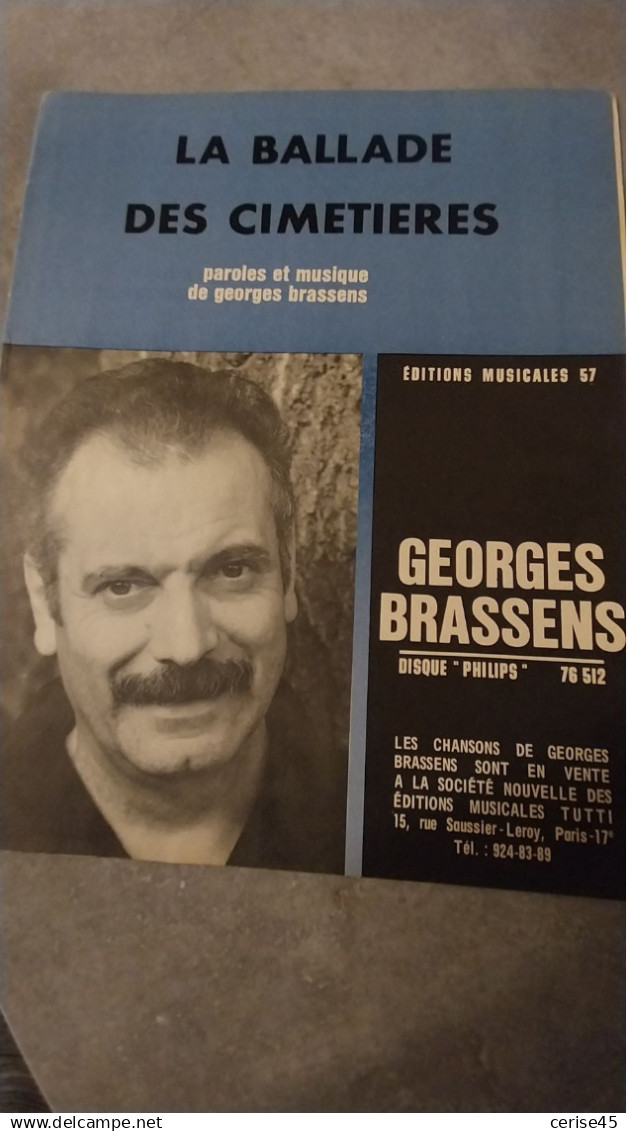 LA BALLADE
DES CIMETIERES
paroles et musique
de georges brassens
ÉDITIONS MUSICALES 57
GEORGES
BRASSENS
DISQUE " PHILIPS " 76 512
LES CHANSONS DE GEORGES
BRASSENS SONT EN VENTE
A LA SOCIÉTÉ NOUVELLE DES
ÉDITIONS MUSICALES TUTTI
15, rue Saussier-Leroy, Paris-17e
Tél. : 924-83-89
delcampe.net
cerise45